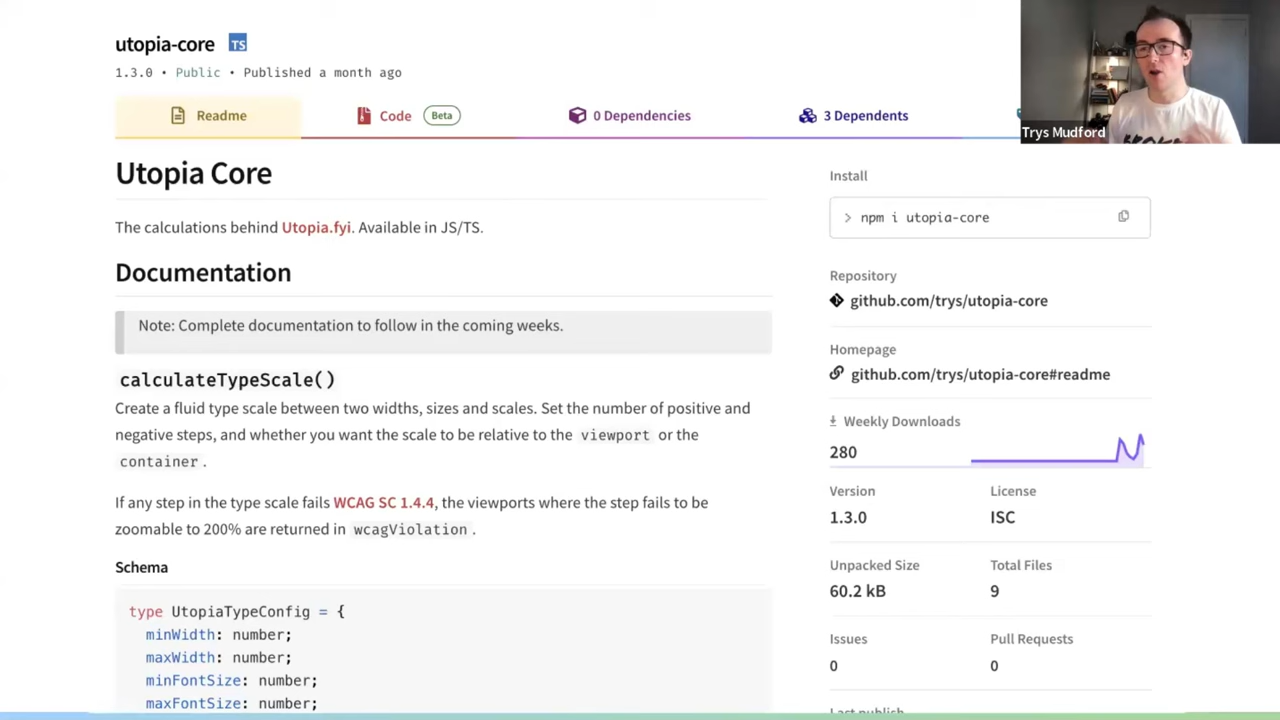 utopia-core TS
1.3.0 • Public • Published a month ago
Readme
Code Beta
0 Dependencies
3 Dependents
Trys Mudford
Utopia Core
The calculations behind Utopia.fyi. Available in JS/TS.
Documentation
Note: Complete documentation to follow in the coming weeks.
calculateTypeScale()
Create a fluid type scale between two widths, sizes and scales. Set the number of positive and
negative steps, and whether you want the scale to be relative to the viewport or the
container.
If any step in the type scale fails WCAG SC 1.4.4, the viewports where the step fails to be
zoomable to 200% are returned in wcagViolation.
Schema
type UtopiaTypeConfig = {
minWidth: number;
maxWidth: number;
minFontSize: number;
maxFontSize: number;
Install
> npm i utopia-core
Repository
github.com/trys/utopia-core
Homepage
github.com/trys/utopia-core#readme
Weekly Downloads
280
Version
License
1.3.0
ISC
Unpacked Size
Total Files
60.2 kB
9
Issues
Pull Requests
0
0
Last publish